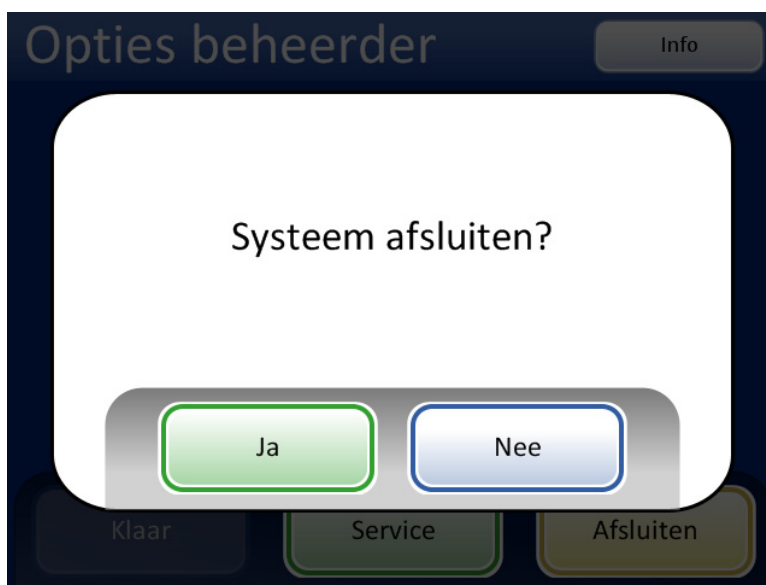 Opties beheerder
Info
Systeem afsluiten?
Ja
Nee
Klaar
Service
Afsluiten